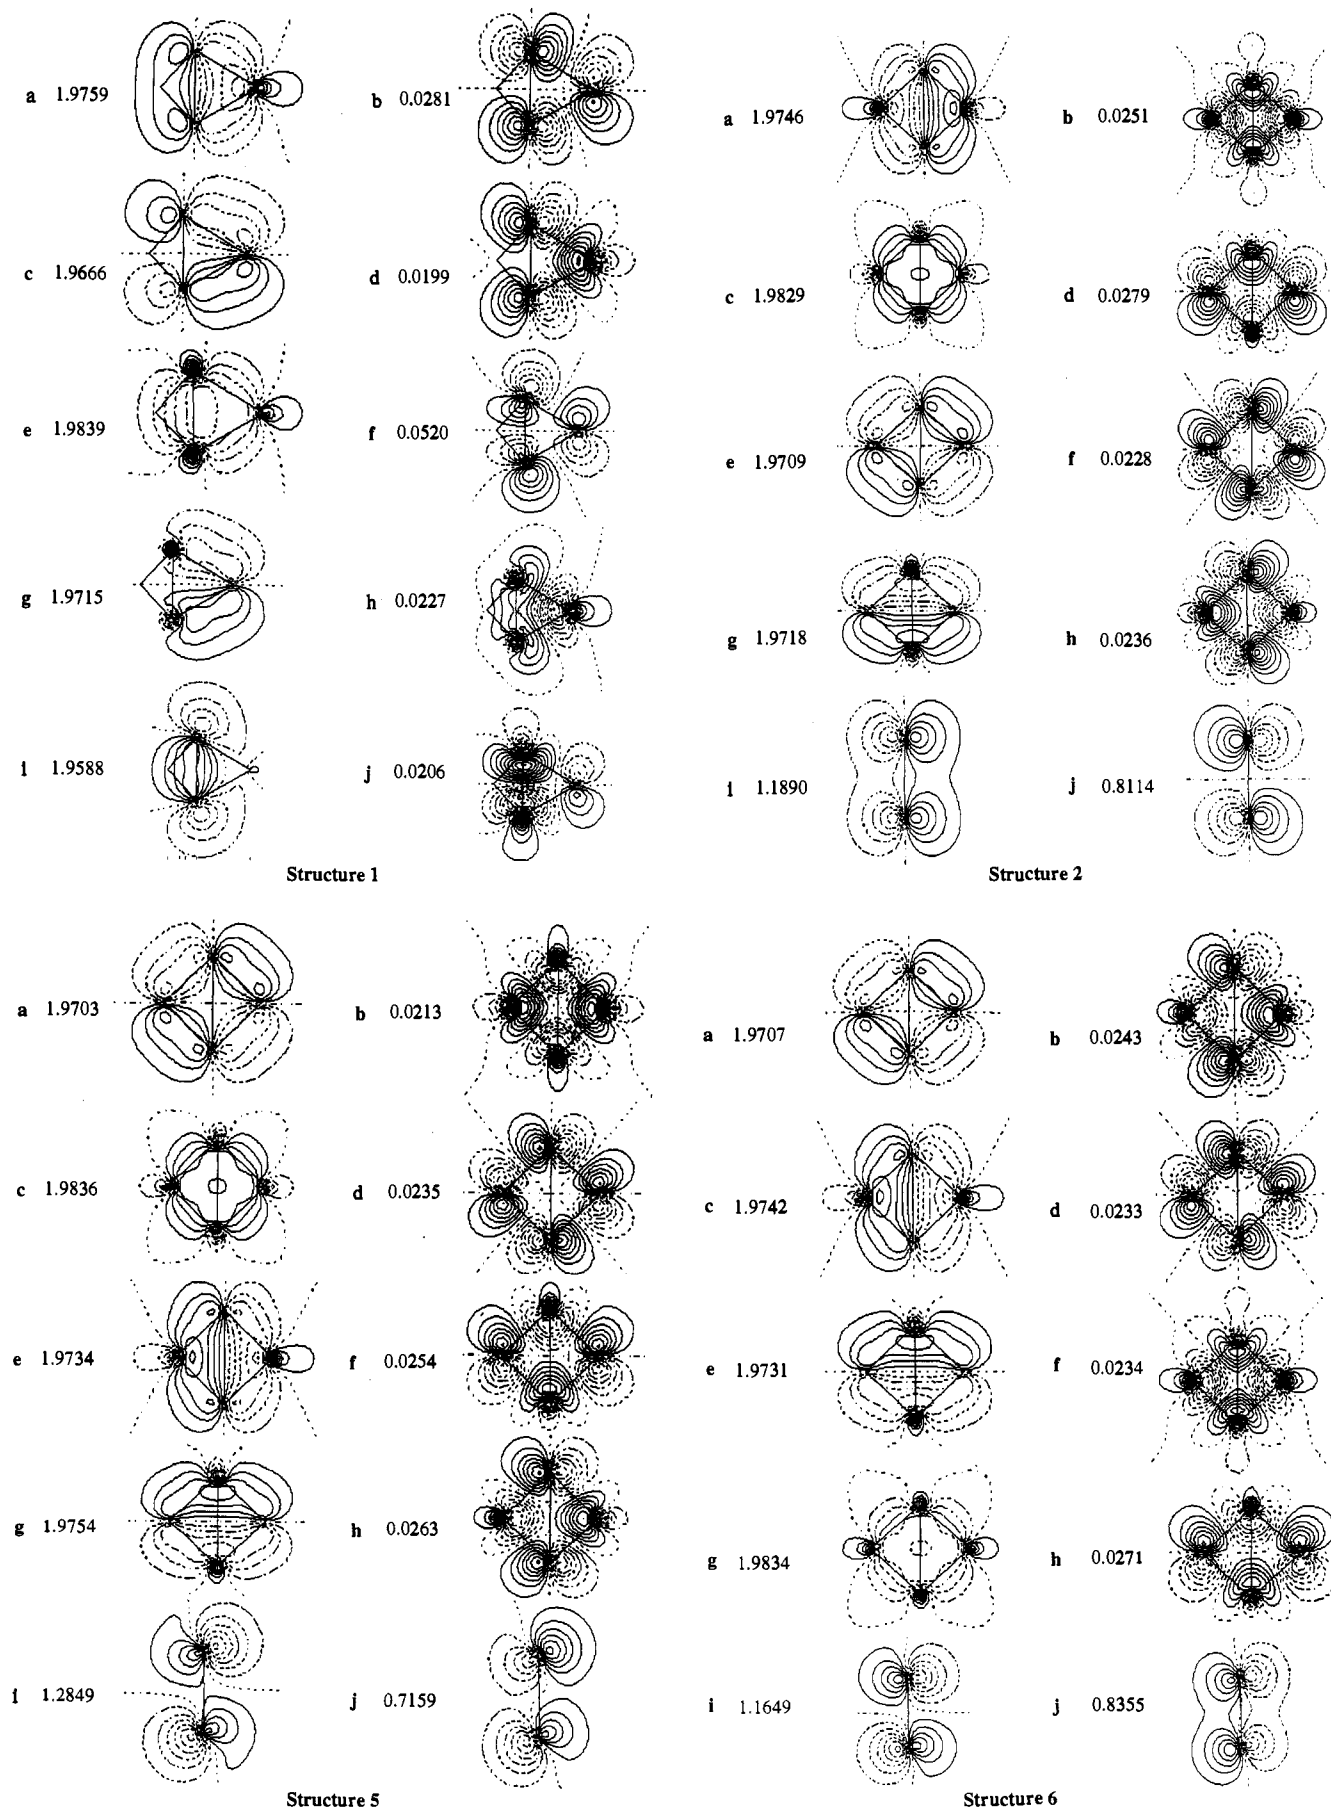 a 1.9759
b 0.0281
c 1.9666
d 0.0199
e 1.9839
f 0.0520
g 1.9715
h 0.0227
i 1.9588
j 0.0206
Structure 1
a 1.9746
b 0.0251
c 1.9829
d 0.0279
e 1.9709
f 0.0228
g 1.9718
h 0.0236
i 1.1890
j 0.8114
Structure 2
a 1.9703
b 0.0213
c 1.9836
d 0.0235
e 1.9734
f 0.0254
g 1.9754
h 0.0263
i 1.2849
j 0.7159
Structure 5
a 1.9707
b 0.0243
c 1.9742
d 0.0233
e 1.9731
f 0.0234
g 1.9834
h 0.0271
i 1.1649
j 0.8355
Structure 6